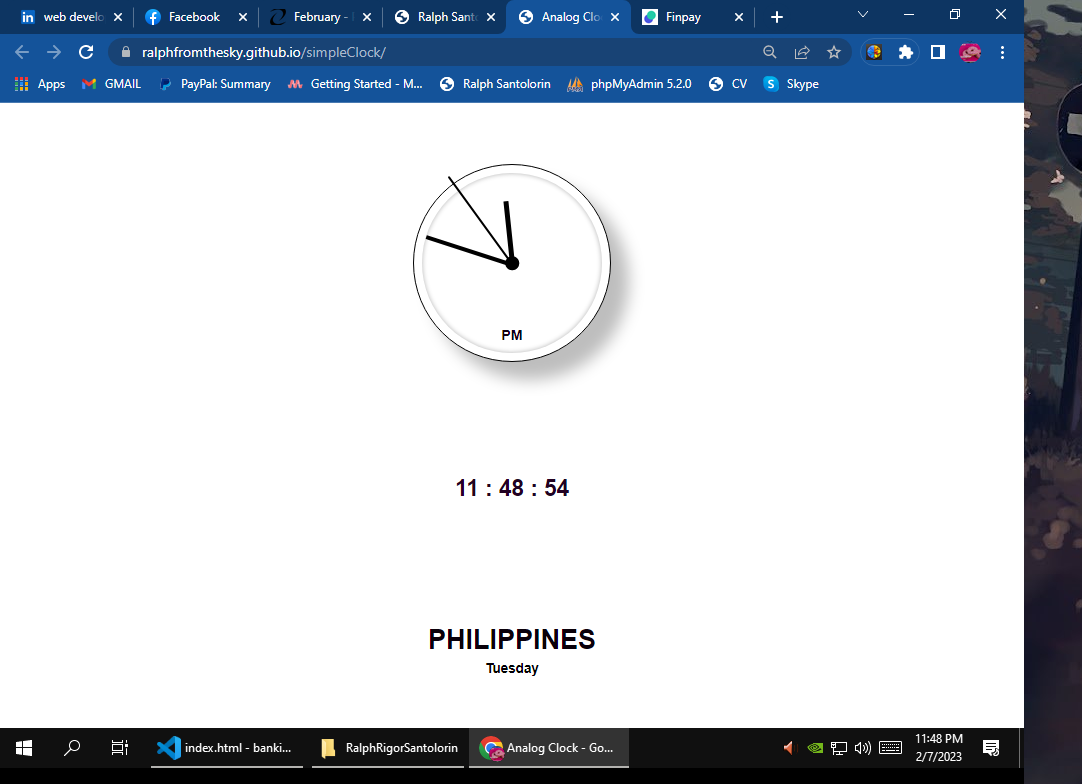 web develo
Facebook
February -
Ralph Sant
Analog Clo
Finpay
ralphfromthesky.github.io/simpleClock/
Apps
GMAIL
PayPal: Summary
Getting Started - M...
Ralph Santolorin
phpMyAdmin 5.2.0
CV
Skype
PM
11 : 48 : 54
PHILIPPINES
Tuesday
index.html - banki...
RalphRigorSantolorin
Analog Clock - Go...
11:48 PM
2/7/2023